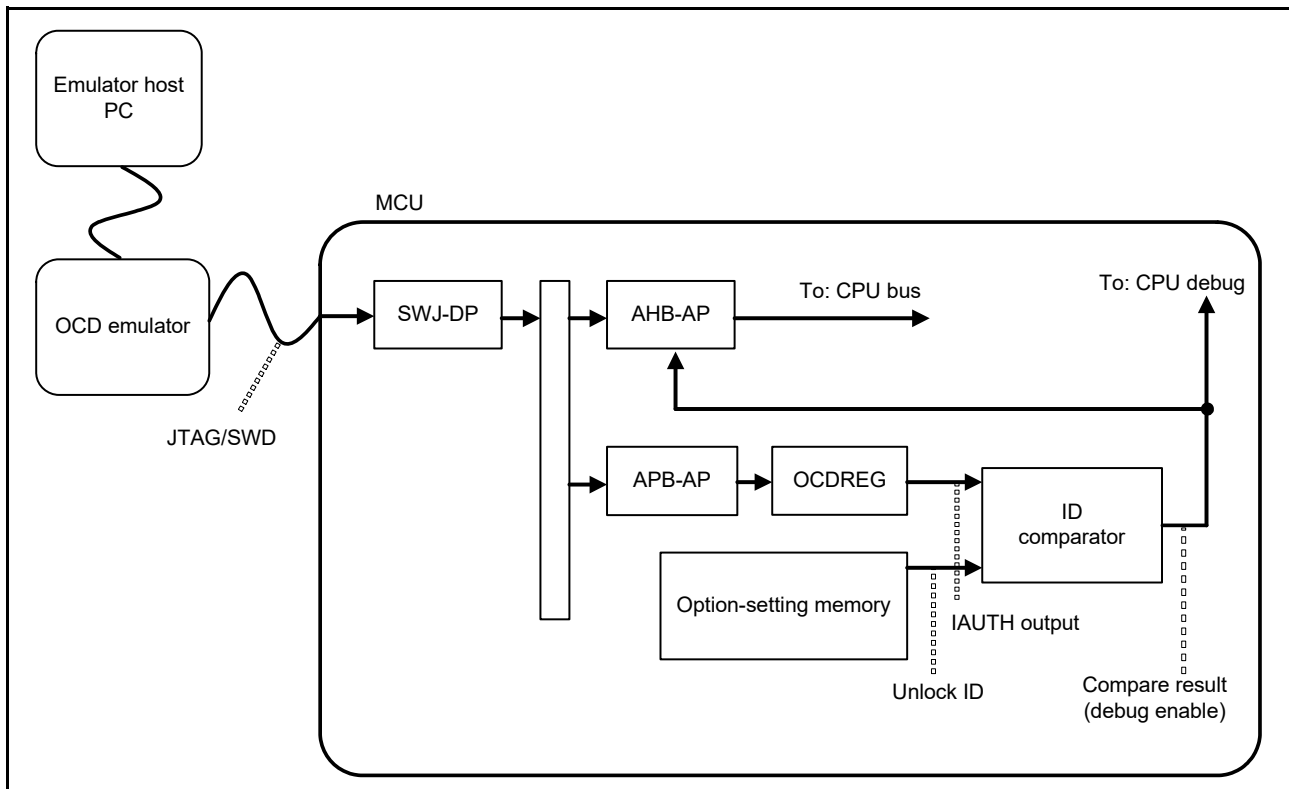 Emulator host
PC
MCU
OCD emulator
JTAG/SWD
SWJ-DP
AHB-AP
To: CPU bus
To: CPU debug
APB-AP
OCDREG
ID
comparator
Option-setting memory
IAUTH output
Unlock ID
Compare result
(debug enable)